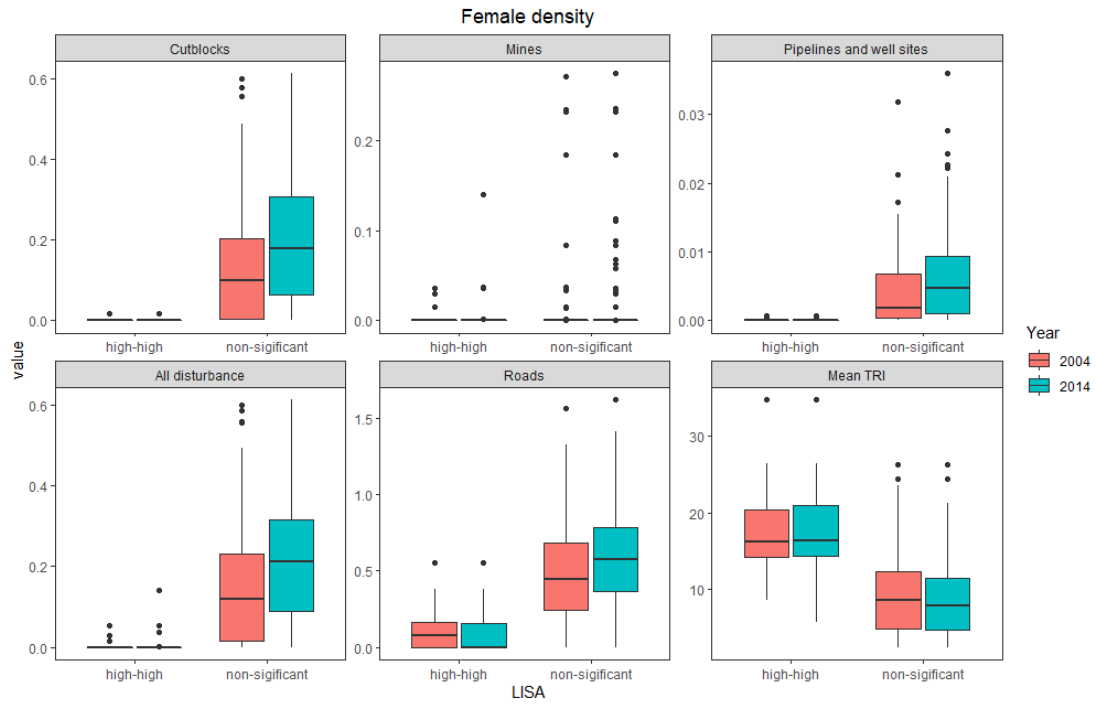 Female density
Cutblocks
Mines
Pipelines and well sites
0.6
0.4
0.2
0.0
0.2
0.1
0.0
0.03
0.02
0.01
0.00
high-high
non-sigificant
high-high
non-sigificant
high-high
non-sigificant
value
All disturbance
Roads
Mean TRI
0.6
0.4
0.2
0.0
1.5
1.0
0.5
0.0
30
20
10
high-high
non-sigificant
high-high
non-sigificant
high-high
non-sigificant
LISA
Year
2004
2014